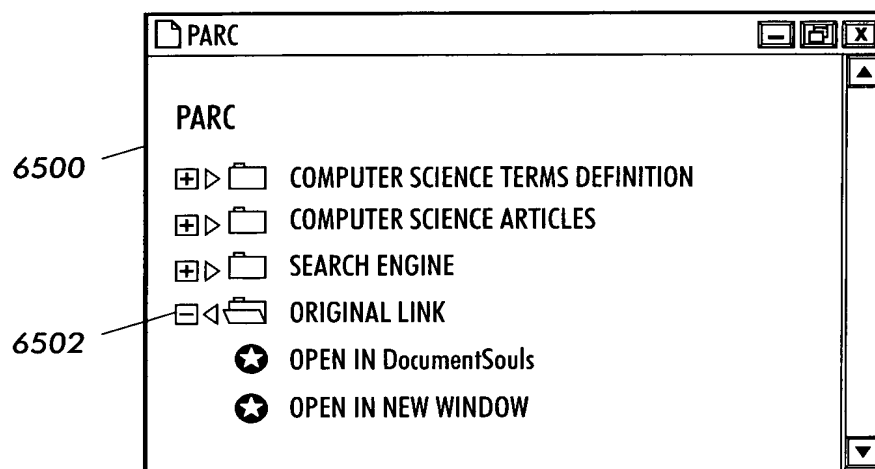 PARC
PARC
6500
COMPUTER SCIENCE TERMS DEFINITION
COMPUTER SCIENCE ARTICLES
SEARCH ENGINE
ORIGINAL LINK
6502
OPEN IN DocumentSouls
OPEN IN NEW WINDOW